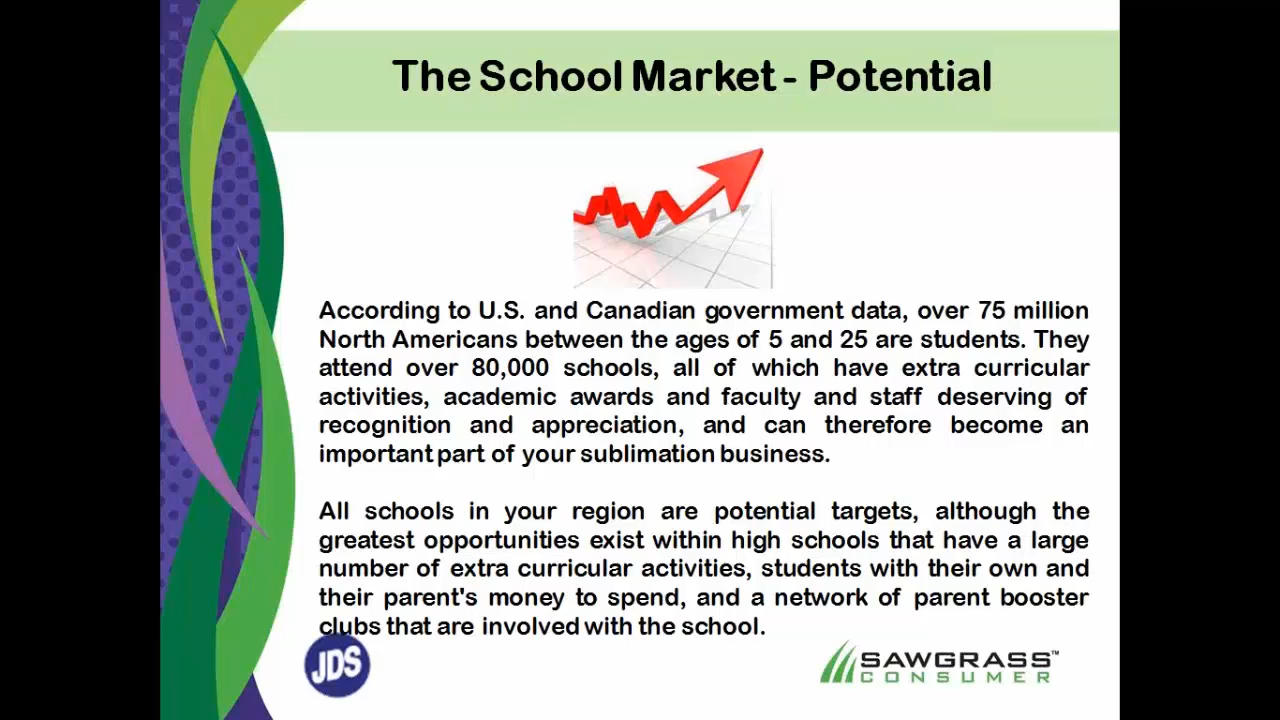 The School Market - Potential
According to U.S. and Canadian government data, over 75 million
North Americans between the ages of 5 and 25 are students. They
attend over 80,000 schools, all of which have extra curricular
activities, academic awards and faculty and staff deserving of
recognition and appreciation, and can therefore become an
important part of your sublimation business.
All schools in your region are potential targets, although the
greatest opportunities exist within high schools that have a large
number of extra curricular activities, students with their own and
their parent's money to spend, and a network of parent booster
clubs that are involved with the school.
JDS
SAWGRASS™
CONSUMER